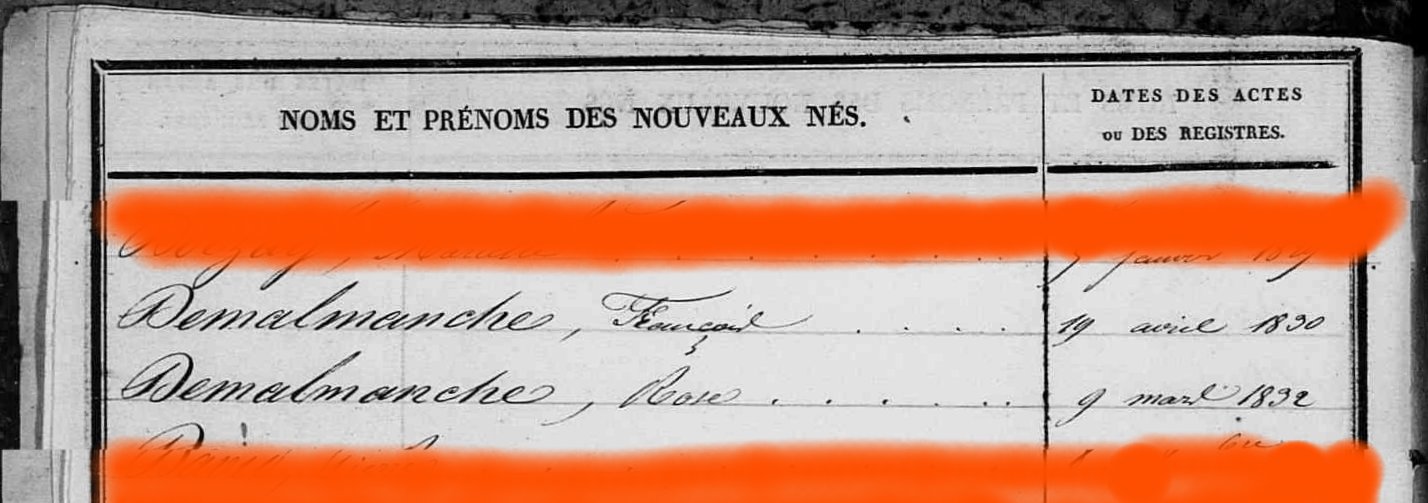 NOMS ET PRÉNOMS DES NOUVEAUX NÉS.
DATES DES ACTES
OU DES REGISTRES.
Demalmanche, François . . . . 19 avril 1830
Demalmanche, Rose . . . . . . 9 mars 1832